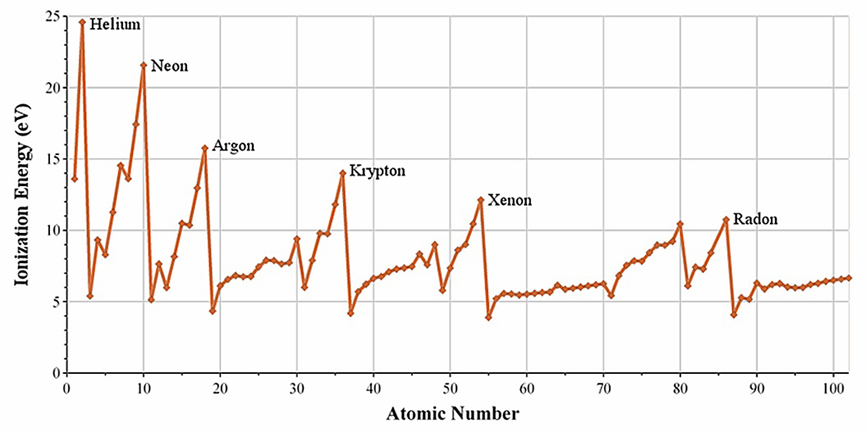 25
Helium
Neon
20
Ionization Energy (eV)
Argon
15
Krypton
Xenon
Radon
10
5
0
0 10 20 30 40 50 60 70 80 90 100
Atomic Number